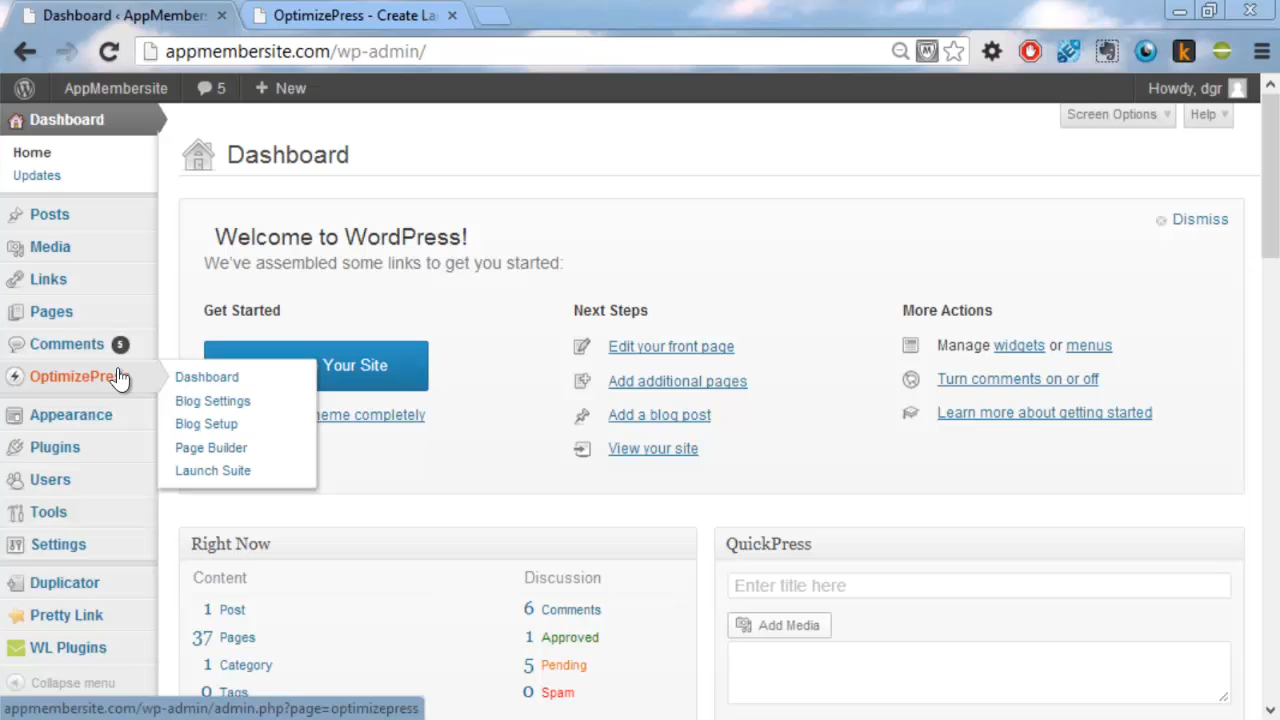 Dashboard ‹ AppMember
OptimizePress - Create La
appmembersite.com/wp-admin/
AppMembersite 5 + New Howdy, dgr
Dashboard
Home
Updates
Posts
Media
Links
Pages
Comments 5
OptimizePre
Appearance
Plugins
Users
Tools
Settings
Duplicator
Pretty Link
WL Plugins
Collapse menu
Dashboard
Blog Settings
Blog Setup
Page Builder
Launch Suite
Screen Options
Help
Dashboard
Welcome to WordPress!
We've assembled some links to get you started:
Dismiss
Get Started
Your Site
heme completely
Next Steps
Edit your front page
Add additional pages
Add a blog post
View your site
More Actions
Manage widgets or menus
Turn comments on or off
Learn more about getting started
Right Now
Content
1 Post
37 Pages
1 Category
0 Tags
Discussion
6 Comments
1 Approved
5 Pending
0 Spam
QuickPress
Enter title here
Add Media
appmembersite.com/wp-admin/admin.php?page=optimizepress